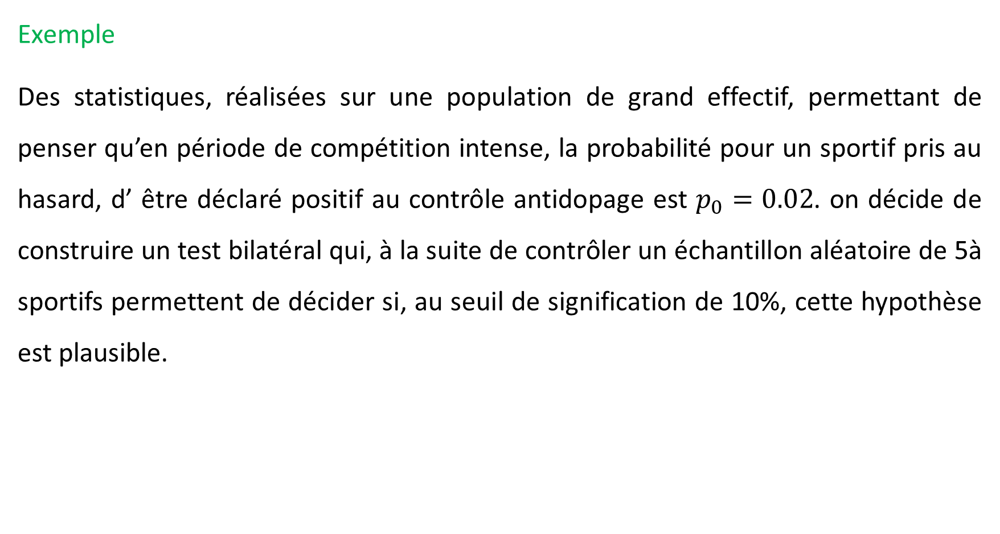 Exemple
Des statistiques, réalisées sur une population de grand effectif, permettant de
penser qu’en période de compétition intense, la probabilité pour un sportif pris au
hasard, d’ être déclaré positif au contrôle antidopage est p₀ = 0.02. on décide de
construire un test bilatéral qui, à la suite de contrôler un échantillon aléatoire de 5à
sportifs permettent de décider si, au seuil de signification de 10%, cette hypothèse
est plausible.